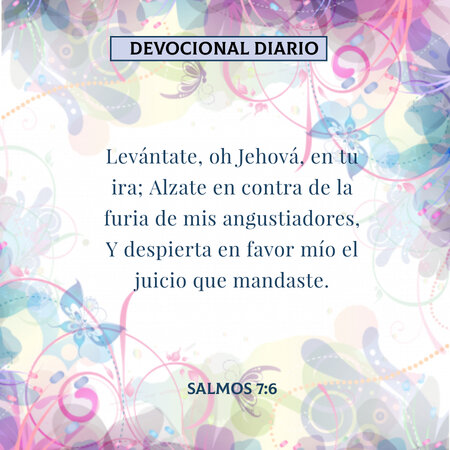 DEVOCIONAL DIARIO
Levántate, oh Jehová, en tu
ira; Alzate en contra de la
furia de mis angustiadores,
Y despierta en favor mío el
juicio que mandaste.
SALMOS 7:6